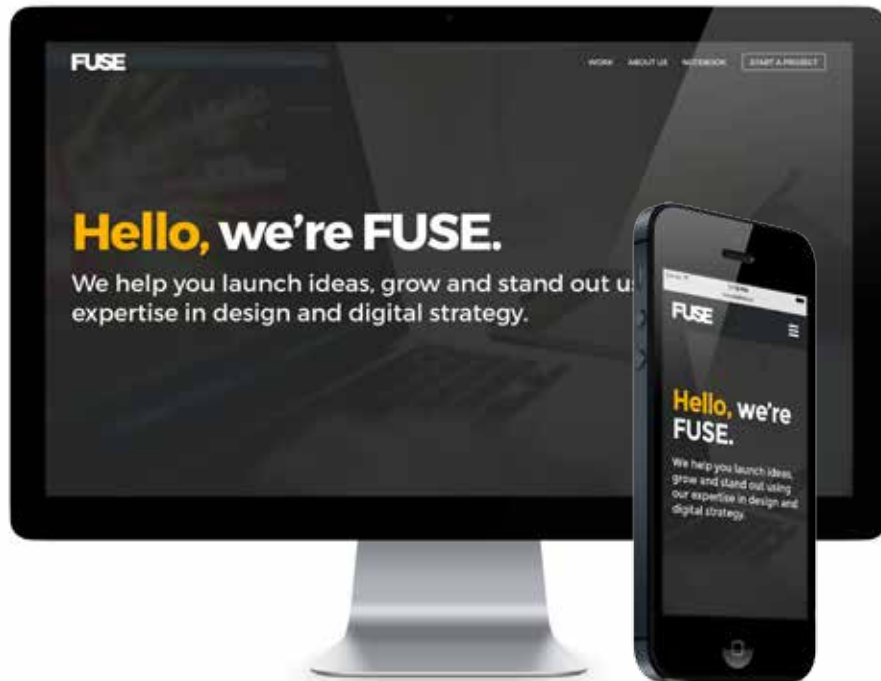 FUSE
WORK ABOUT US NOTEBOOK START A PROJECT
Hello, we're FUSE.
We help you launch ideas, grow and stand out
expertise in design and digital strategy.
FUSE
Hello, we're
FUSE.
We help you launch ideas,
grow and stand out using
our expertise in design and
digital strategy.